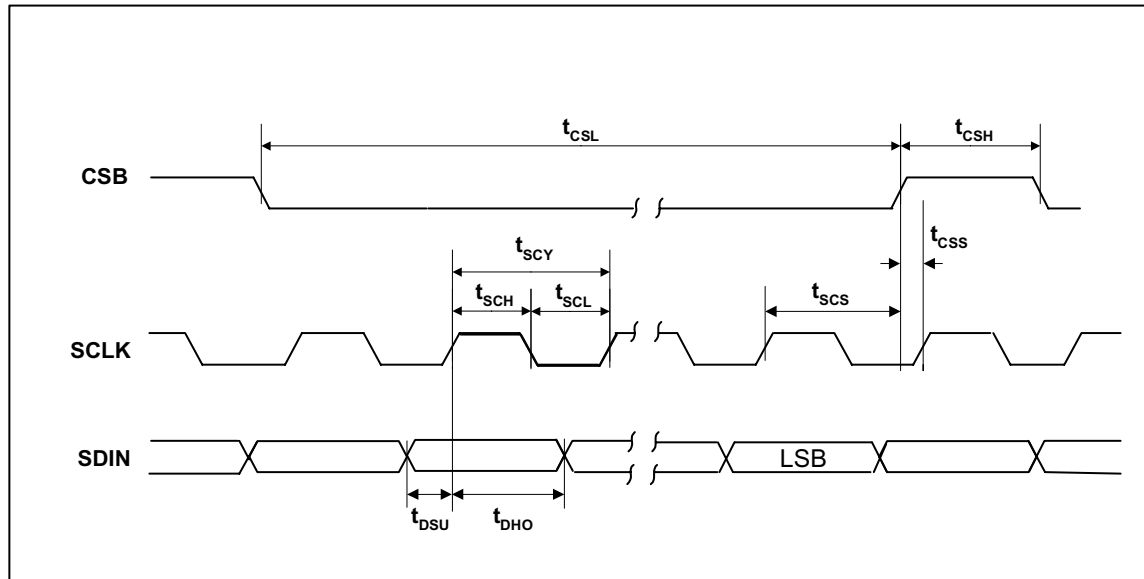 tCSL
tCSH
CSB
tCSS
tSCY
tSCH
tSCL
tSCS
SCLK
SDIN
LSB
tDSU
tDHO